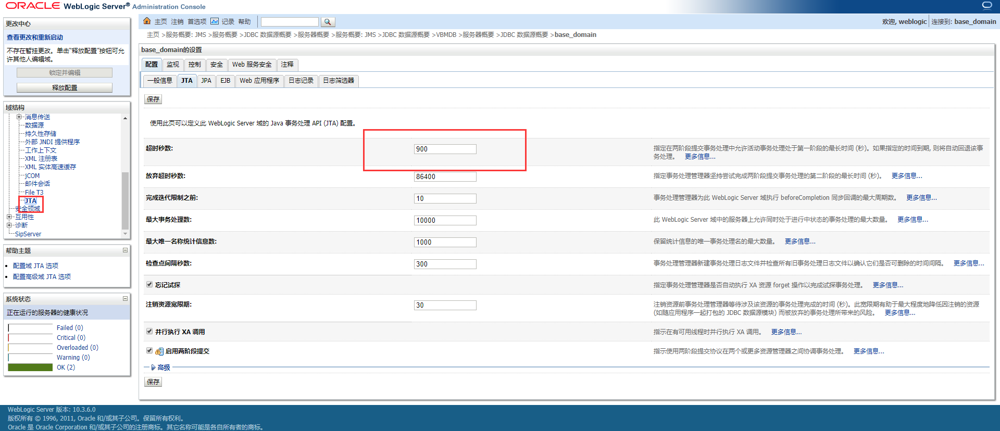 ORACLE WebLogic Server® Administration Console
更改中心
查看更改和重新启动
不存在暂挂更改。单击“释放配置”按钮可允
许其他人编辑域。
锁定并编辑
释放配置
域结构
消息传送
数据源
持久性存储
外部 JNDI 提供程序
工作上下文
XML 注册表
XML 实体高速缓存
jCOM
邮件会话
File T3
JTA
安全领域
互用性
诊断
SipServer
帮助主题
配置域 JTA 选项
配置高级域 JTA 选项
系统状态
正在运行的服务器的健康状况
Failed (0)
Critical (0)
Overloaded (0)
Warning (0)
OK (2)
主页 注销 首选项 记录 帮助
欢迎, weblogic 连接到: base_domain
主页 >服务概要: JMS >服务概要 >JDBC 数据源概要 >服务器概要 >服务概要: JMS >JDBC 数据源概要 >VBMDB >服务器概要 >JDBC 数据源概要 >base_domain
base_domain的设置
配置 监视 控制 安全 Web 服务安全 注释
一般信息 JTA JPA EJB Web 应用程序 日志记录 日志筛选器
保存
使用此页可以定义此 WebLogic Server 域的 Java 事务处理 API (JTA) 配置。
超时秒数: 900 指定在两阶段提交事务处理中允许活动事务处理处于第一阶段的最长时间 (秒)。如果指定的时间到期, 则将自动回退该事
务处理。 更多信息...
放弃超时秒数: 86400 指定事务处理管理器坚持尝试完成两阶段提交事务处理的第二阶段的最长时间 (秒)。 更多信息...
完成迭代限制之前: 10 事务处理管理器为此 WebLogic Server 域执行 beforeCompletion 同步回调的最大周期数。 更多信息...
最大事务处理数: 10000 此 WebLogic Server 域中的服务器上允许同时处于进行中状态的事务处理的最大数量。 更多信息...
最大唯一名称统计信息数: 1000 保留统计信息的唯一事务处理名的最大数量。 更多信息...
检查点间隔秒数: 300 事务处理管理器新建事务处理日志文件并检查所有旧事务处理日志文件以确认它们是否可删除的时间间隔。 更多信息...
忘记试探 指定事务处理管理器是否自动执行 XA 资源 forget 操作以完成试探事务处理。 更多信息...
注销资源宽限期: 30 注销资源前事务处理管理器等待涉及该资源的事务处理完成的时间 (秒)。此宽限期有助于最大程度地降低因注销的资源
(如随应用程序一起打包的 JDBC 数据源模块) 而被放弃的事务处理所带来的风险。 更多信息...
并行执行 XA 调用 指示在有可用线程时并行执行 XA 调用。 更多信息...
启用两阶段提交 指示使用两阶段提交协议在两个或更多资源管理器之间协调事务处理。 更多信息...
高级
保存
WebLogic Server 版本: 10.3.6.0
版权所有 © 1996, 2011, Oracle 和/或其子公司。保留所有权利。
Oracle 是 Oracle Corporation 和/或其子公司的注册商标。其它名称可能是各自所有者的商标。